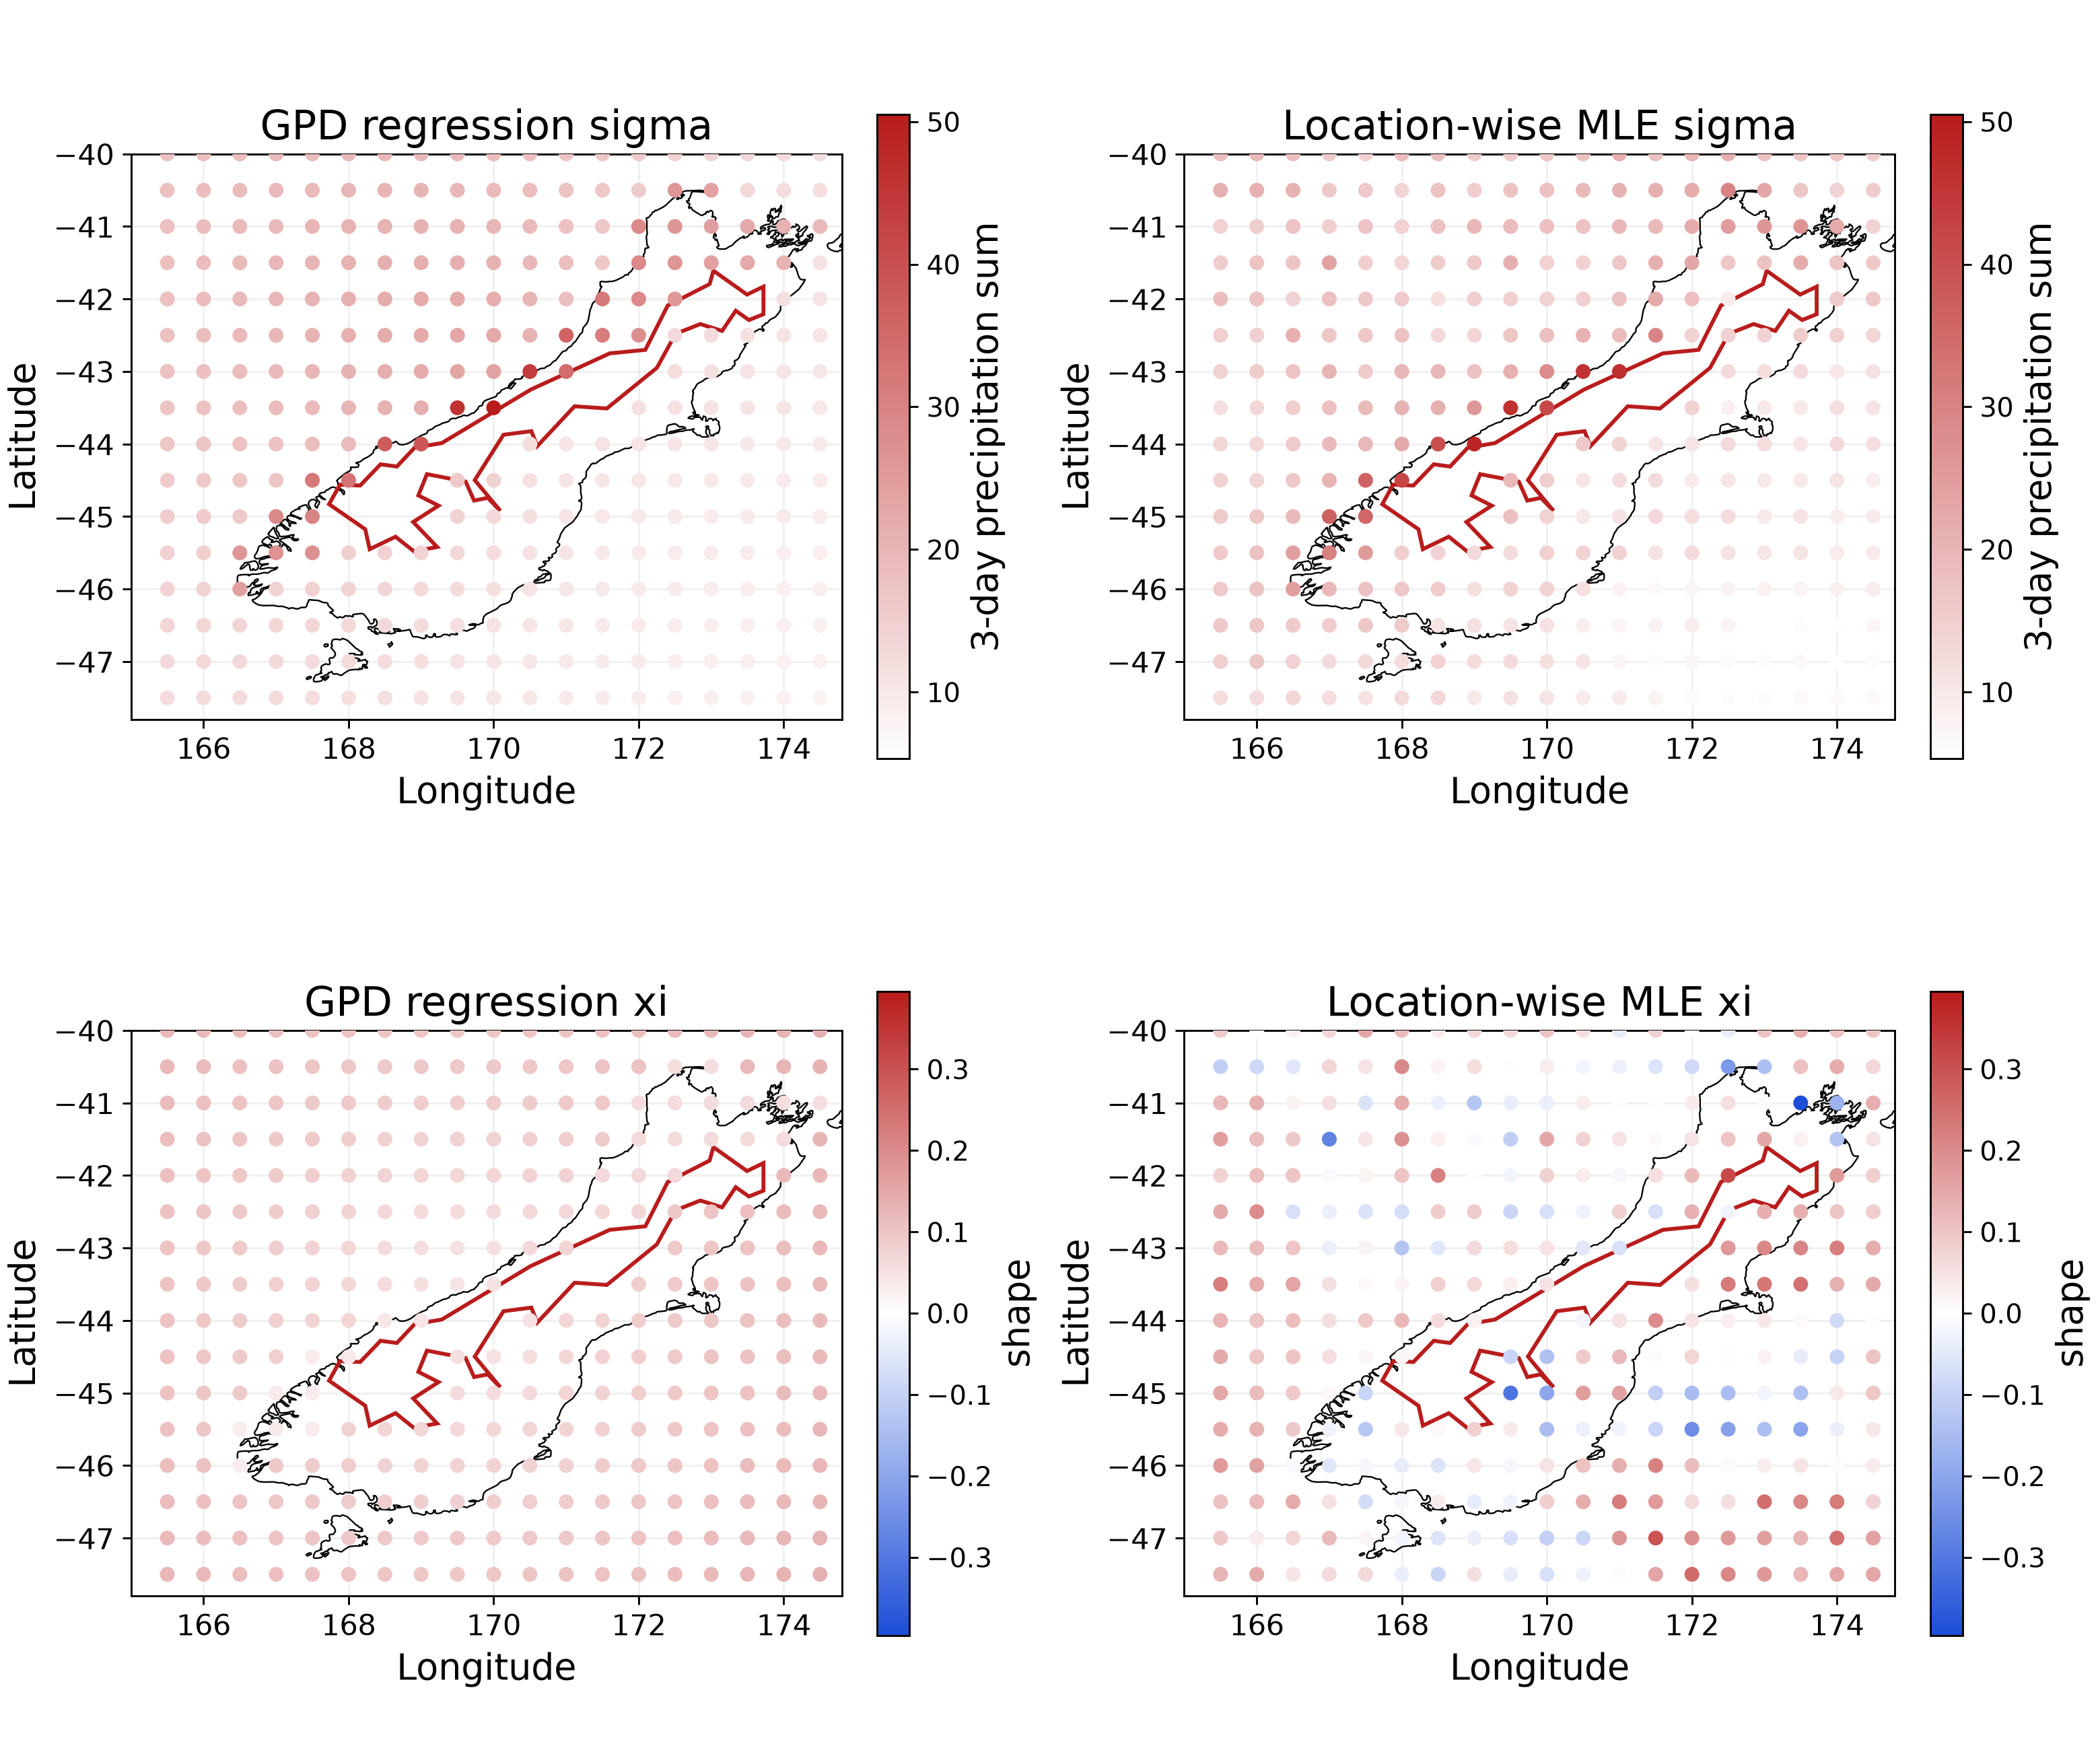 GPD regression sigma
−40
−41
−42
−43
−44
−45
−46
−47
Latitude
166 168 170 172 174
Longitude
50
40
30
20
10
3-day precipitation sum
Location-wise MLE sigma
−40
−41
−42
−43
−44
−45
−46
−47
Latitude
166 168 170 172 174
Longitude
50
40
30
20
10
3-day precipitation sum
GPD regression xi
−40
−41
−42
−43
−44
−45
−46
−47
Latitude
166 168 170 172 174
Longitude
0.3
0.2
0.1
0.0
−0.1
−0.2
−0.3
shape
Location-wise MLE xi
−40
−41
−42
−43
−44
−45
−46
−47
Latitude
166 168 170 172 174
Longitude
0.3
0.2
0.1
0.0
−0.1
−0.2
−0.3
shape